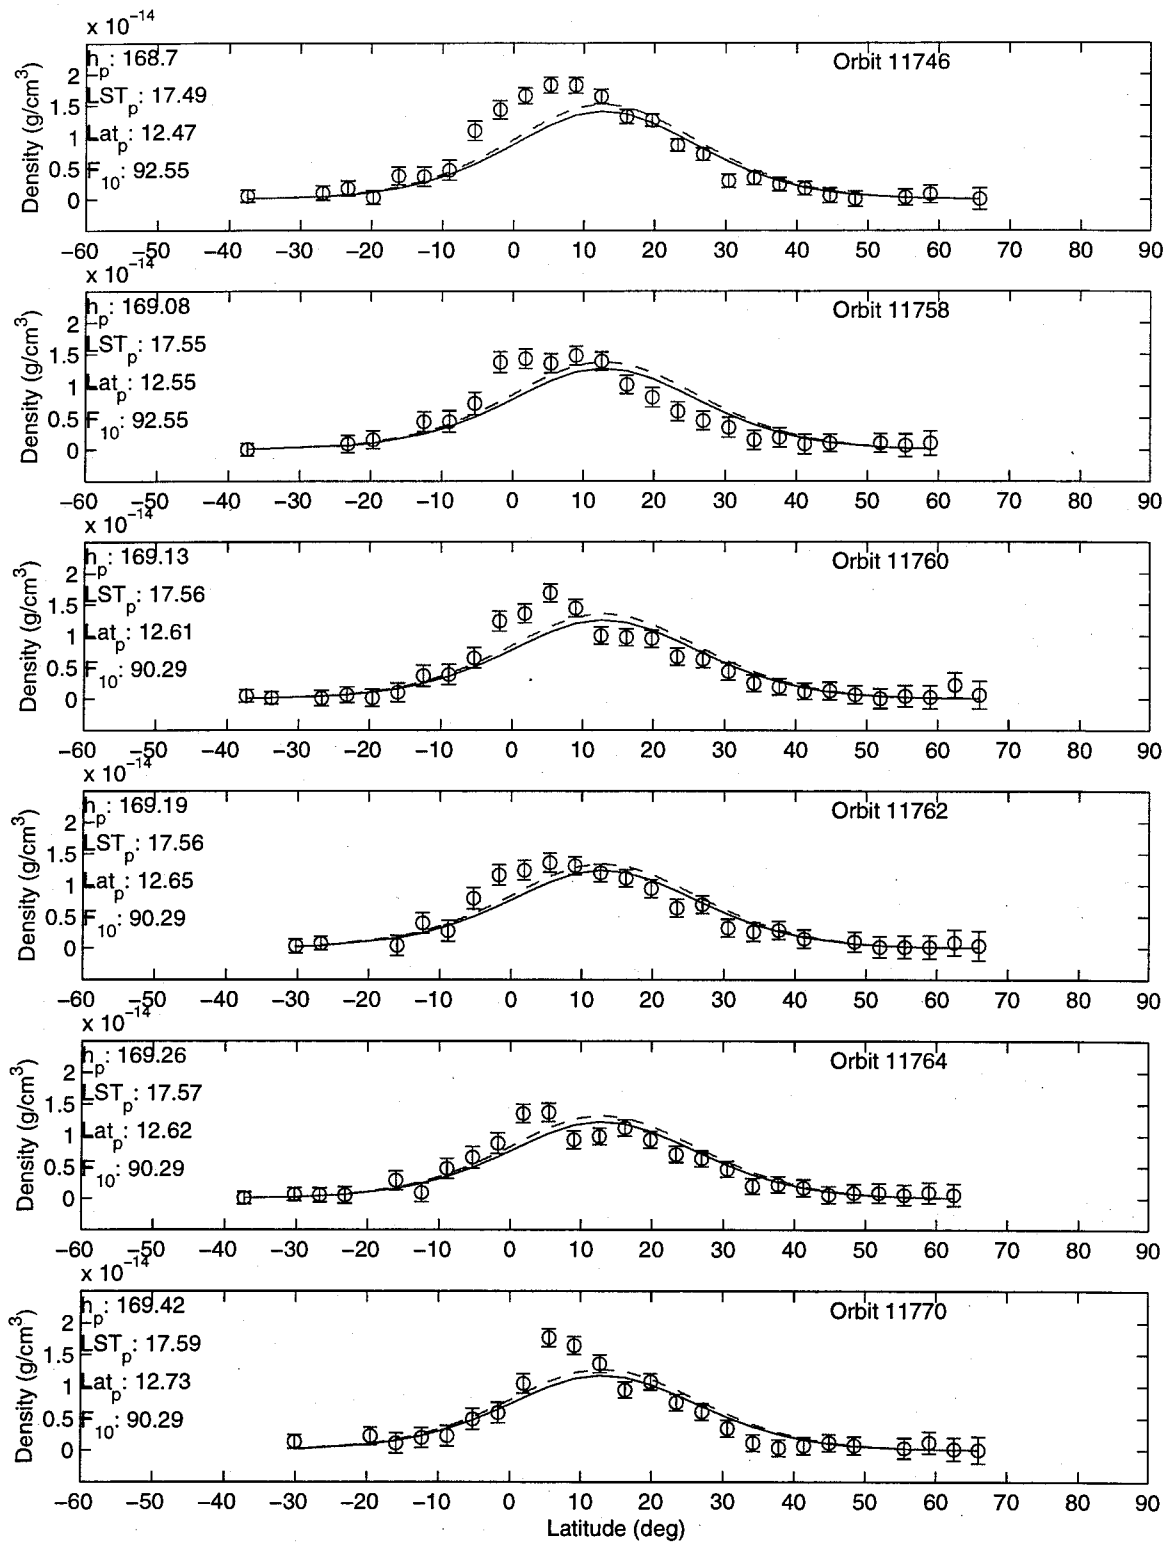 x 10^-14
h_p: 168.7
Orbit 11746
LST_p: 17.49
Lat_p: 12.47
F_10: 92.55
Density (g/cm^3)
2
1.5
1
0.5
0
−60 −50 −40 −30 −20 −10 0 10 20 30 40 50 60 70 80 90
x 10^-14
h_p: 169.08
Orbit 11758
LST_p: 17.55
Lat_p: 12.55
F_10: 92.55
Density (g/cm^3)
2
1.5
1
0.5
0
−60 −50 −40 −30 −20 −10 0 10 20 30 40 50 60 70 80 90
x 10^-14
h_p: 169.13
Orbit 11760
LST_p: 17.56
Lat_p: 12.61
F_10: 90.29
Density (g/cm^3)
2
1.5
1
0.5
0
−60 −50 −40 −30 −20 −10 0 10 20 30 40 50 60 70 80 90
x 10^-14
h_p: 169.19
Orbit 11762
LST_p: 17.56
Lat_p: 12.65
F_10: 90.29
Density (g/cm^3)
2
1.5
1
0.5
0
−60 −50 −40 −30 −20 −10 0 10 20 30 40 50 60 70 80 90
x 10^-14
h_p: 169.26
Orbit 11764
LST_p: 17.57
Lat_p: 12.62
F_10: 90.29
Density (g/cm^3)
2
1.5
1
0.5
0
−60 −50 −40 −30 −20 −10 0 10 20 30 40 50 60 70 80 90
x 10^-14
h_p: 169.42
Orbit 11770
LST_p: 17.59
Lat_p: 12.73
F_10: 90.29
Density (g/cm^3)
2
1.5
1
0.5
0
−60 −50 −40 −30 −20 −10 0 10 20 30 40 50 60 70 80 90
Latitude (deg)